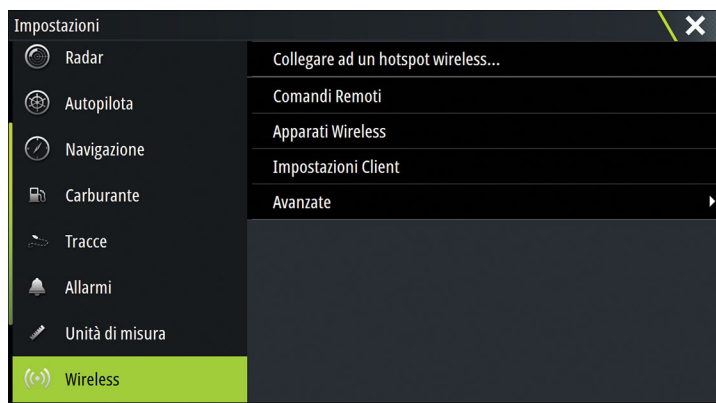 Impostazioni
Radar
Autopilota
Navigazione
Carburante
Tracce
Allarmi
Unità di misura
Wireless
Collegare ad un hotspot wireless...
Comandi Remoti
Apparati Wireless
Impostazioni Client
Avanzate